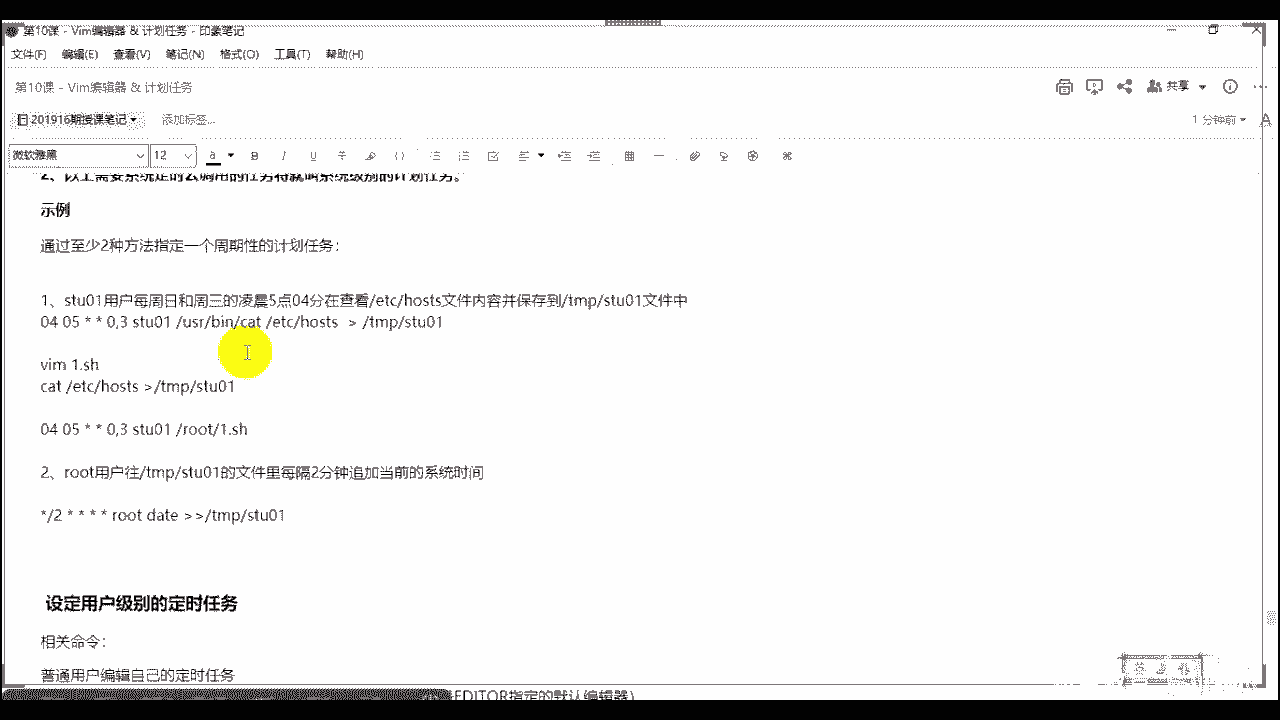 第10课 - Vim编辑器 & 计划任务 - 印象笔记
文件(F) 编辑(E) 查看(V) 笔记(N) 格式(O) 工具(T) 帮助(H)
第10课 - Vim编辑器 & 计划任务
共享
201916期授课笔记 添加标签...
1 分钟前
微软雅黑 12
示例
通过至少2种方法指定一个周期性的计划任务：
1、stu01用户每周日和周三的凌晨5点04分在查看/etc/hosts文件内容并保存到/tmp/stu01文件中
04 05 * * 0,3 stu01 /usr/bin/cat /etc/hosts > /tmp/stu01
vim 1.sh
cat /etc/hosts >/tmp/stu01
04 05 * * 0,3 stu01 /root/1.sh
2、root用户往/tmp/stu01的文件里每隔2分钟追加当前的系统时间
*/2 * * * * root date >>/tmp/stu01
设定用户级别的定时任务
相关命令：
普通用户编辑自己的定时任务
EDITOR指定的默认编辑器）